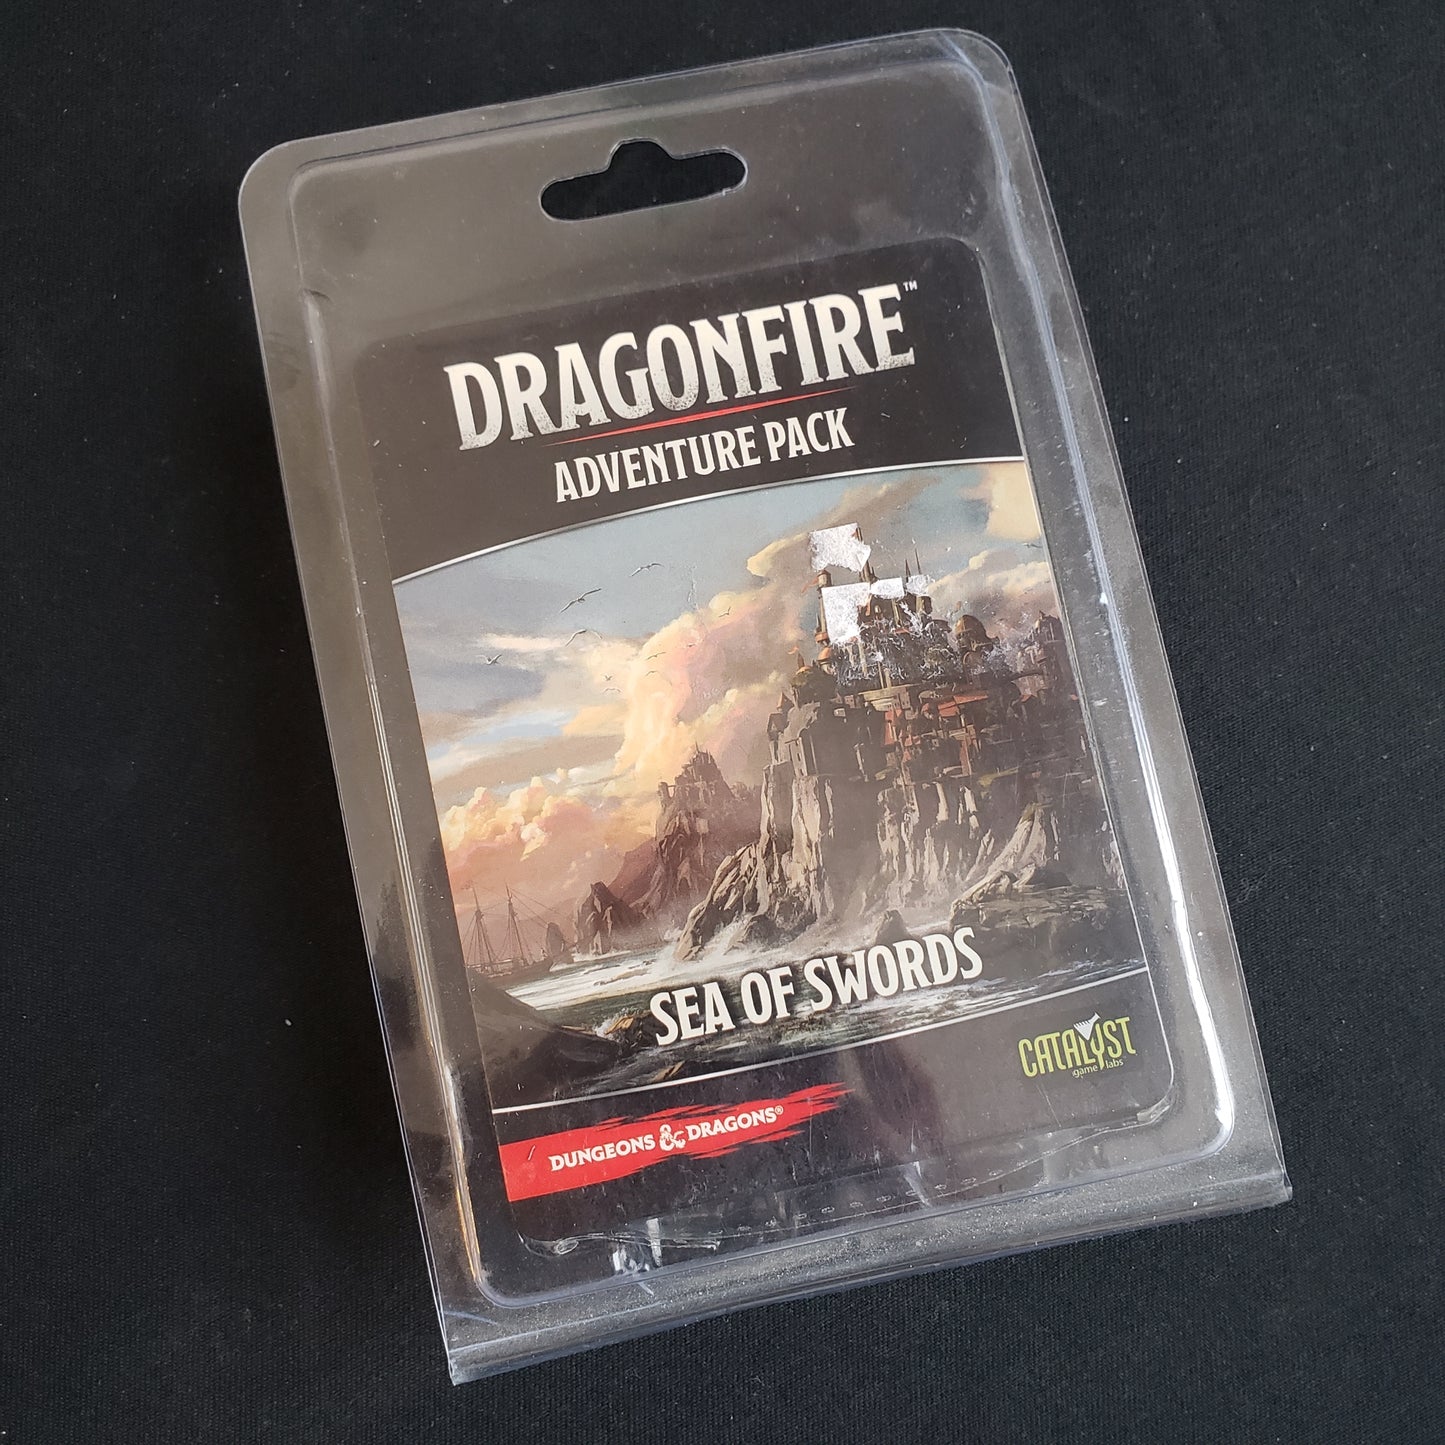 DRAGONFIRE™
ADVENTURE PACK
SEA OF SWORDS
CATALYST
game labs
DUNGEONS & DRAGONS®